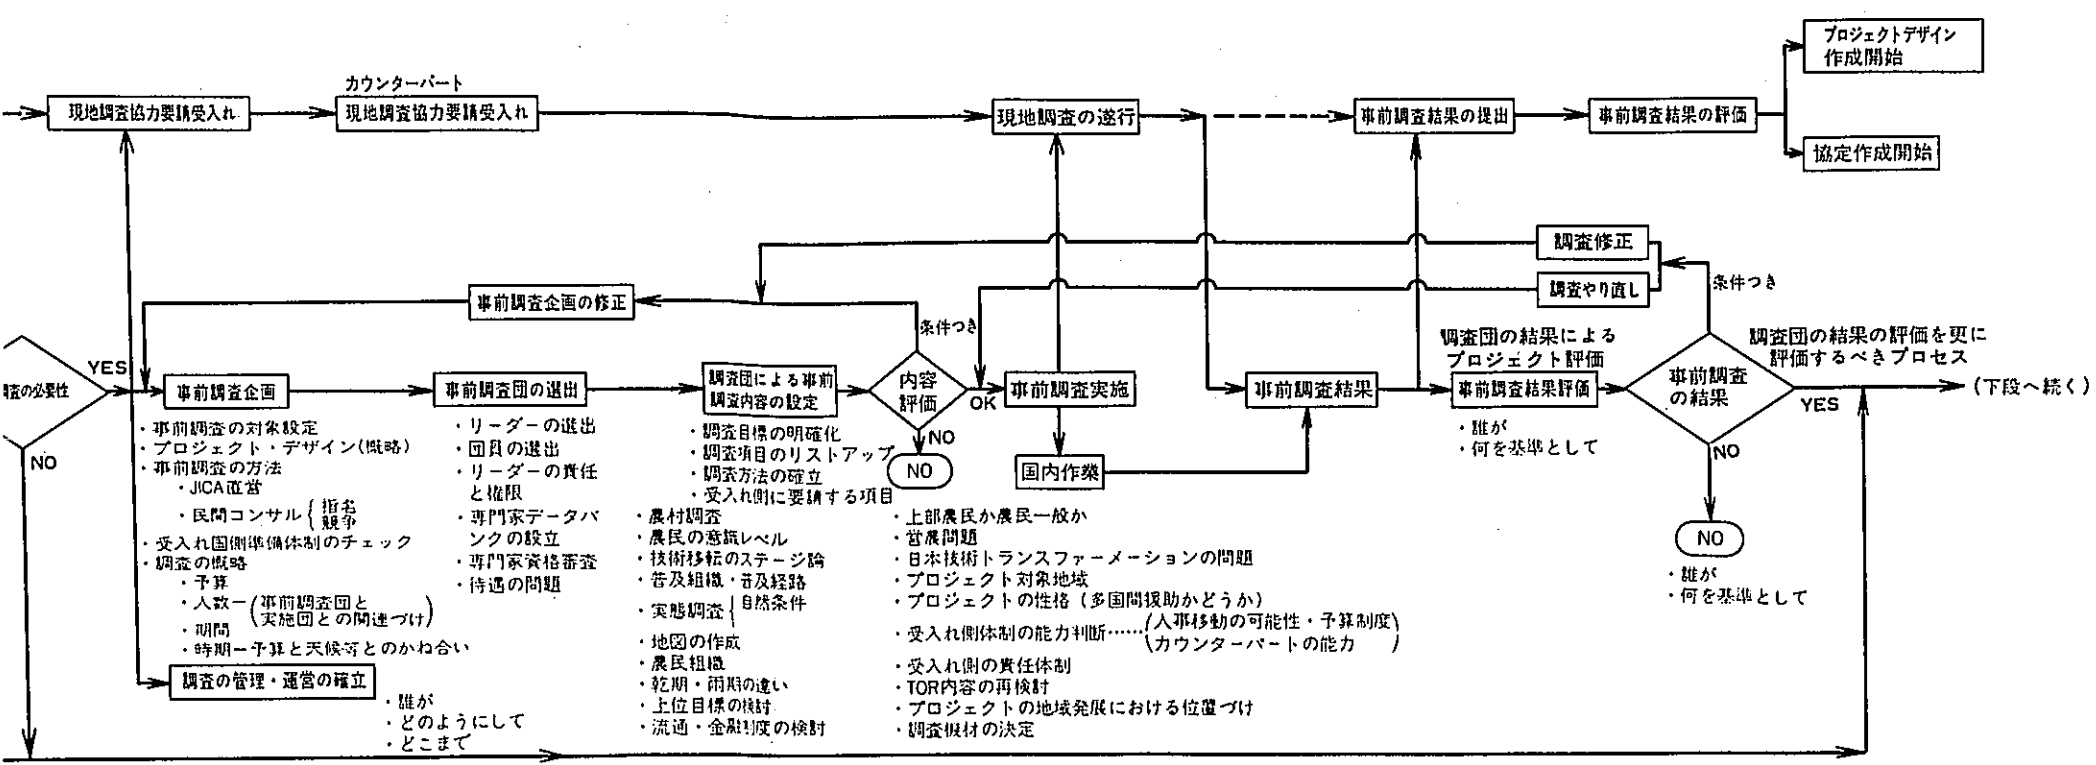 プロジェクトデザイン
作成開始
カウンターパート
現地調査協力要請受入れ
現地調査協力要請受入れ
現地調査の遂行
事前調査結果の提出
事前調査結果の評価
協定作成開始
調査修正
調査やり直し
条件つき
事前調査企画の修正
条件つき
調査団の結果による
プロジェクト評価
調査団の結果の評価を更に
評価するべきプロセス
査の必要性
YES
NO
事前調査企画
事前調査団の選出
調査団による事前
調査内容の設定
内容
評価
OK
NO
NO
事前調査実施
国内作業
事前調査結果
事前調査結果評価
・誰が
・何を基準として
事前調査
の結果
YES
(下段へ続く)
NO
NO
・誰が
・何を基準として
・事前調査の対象設定
・プロジェクト・デザイン(概略)
・事前調査の方法
・JICA直営
・民間コンサル{指名
競争
・受入れ国側準備体制のチェック
・調査の概略
・予算
・人数ー(事前調査団と
実施団との関連づけ)
・期間
・時期ー予算と天候等とのかね合い
調査の管理・運営の確立
・誰が
・どのようにして
・どこまで
・リーダーの選出
・団員の選出
・リーダーの責任
と権限
・専門家データバ
ンクの設立
・専門家資格審査
・待遇の問題
・調査目標の明確化
・調査項目のリストアップ
・調査方法の確立
・受入れ側に要請する項目
・農村調査
・農民の意識レベル
・技術移転のステージ論
・普及組織・普及経路
・実態調査{自然条件
・地図の作成
・農民組織
・乾期・雨期の違い
・上位目標の検討
・流通・金融制度の検討
・上部農民か農民一般か
・営農問題
・日本技術トランスファーメーションの問題
・プロジェクト対象地域
・プロジェクトの性格(多国間援助かどうか)
・受入れ側体制の能力判断……(人事移動の可能性・予算制度
カウンターパートの能力)
・受入れ側の責任体制
・TOR内容の再検討
・プロジェクトの地域発展における位置づけ
・調査機材の決定